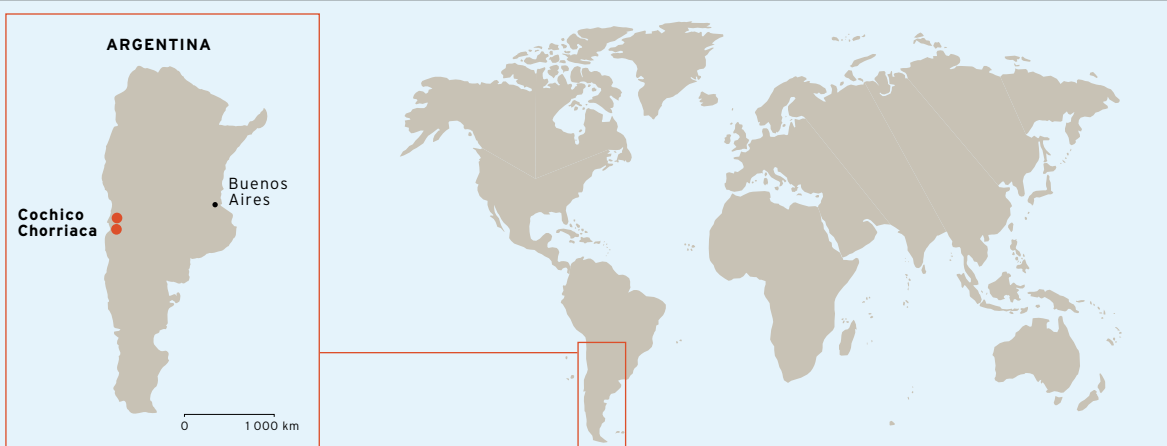 ARGENTINA
Buenos
Aires
Cochico
Chorriaca
0 1 000 km